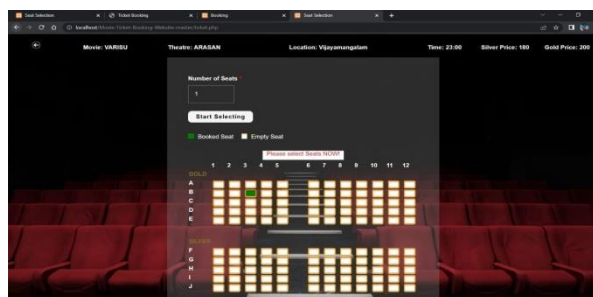 Seat Selection
Ticket Booking
Booking
Seat Selection
localhost/Movie-Ticket-Booking-Website-master/ticket.php
Movie: VARISU Theatre: ARASAN Location: Vijayamangalam Time: 23:00 Silver Price: 180 Gold Price: 200
Number of Seats *
1
Start Selecting
Booked Seat Empty Seat
Please select Seats NOW!
1 2 3 4 5 6 7 8 9 10 11 12
GOLD
A
B
C
D
E
SILVER
F
G
H
I
J